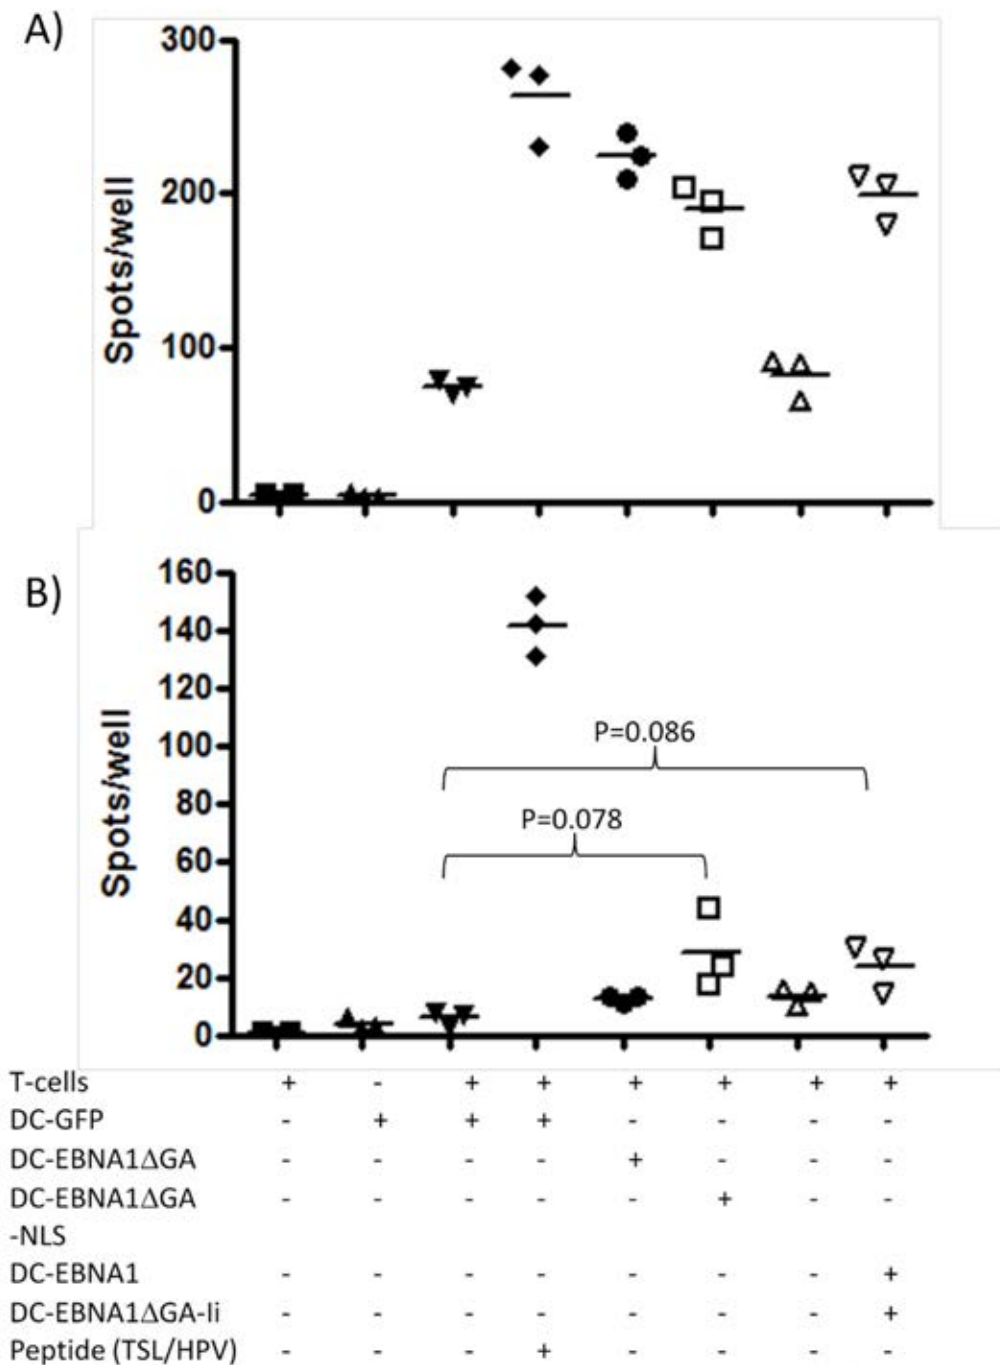 A)
300
200
100
0
Spots/well
B)
160
140
120
100
80
60
40
20
0
Spots/well
P=0.086
P=0.078
T-cells + - + + + + + +
DC-GFP - + + + - - - -
DC-EBNA1ΔGA - - - - + - - -
DC-EBNA1ΔGA - - - - - + - -
-NLS
DC-EBNA1 - - - - - - - +
DC-EBNA1ΔGA-Ii - - - - - - - +
Peptide (TSL/HPV) - - - + - - - -